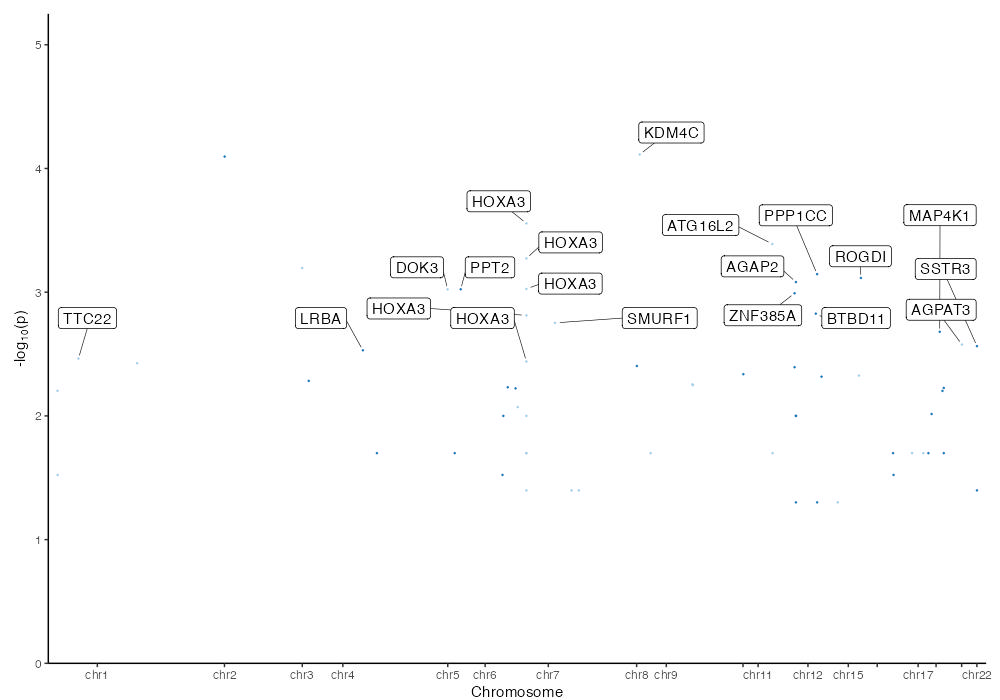 5
KDM4C
4
HOXA3
PPP1CC
MAP4K1
ATG16L2
HOXA3
ROGDI
DOK3
PPT2
AGAP2
SSTR3
HOXA3
3
HOXA3
AGPAT3
TTC22
LRBA
HOXA3
SMURF1
ZNF385A
BTBD11
-log10(p)
2
1
0
chr1 chr2 chr3 chr4 chr5 chr6 chr7 chr8 chr9 chr11 chr12 chr15 chr17 chr22
Chromosome